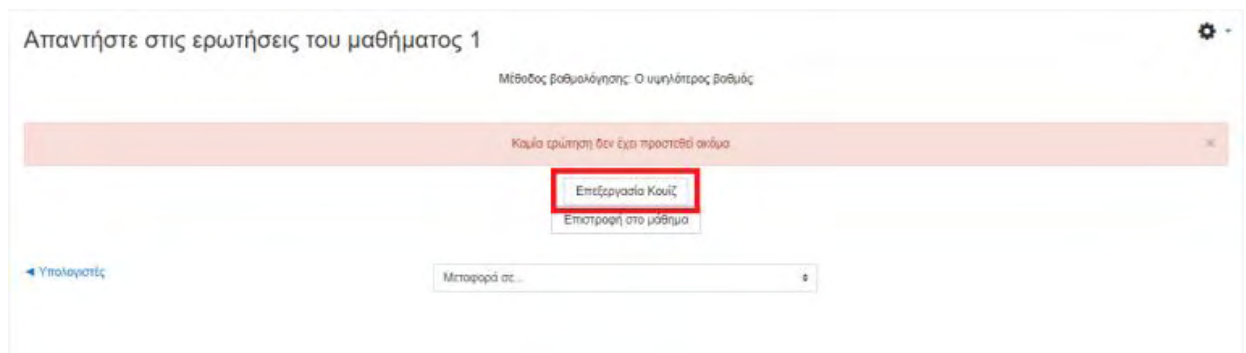 Απαντήστε στις ερωτήσεις του μαθήματος 1
Μέθοδος βαθμολόγησης: Ο υψηλότερος βαθμός
Καμία ερώτηση δεν έχει προστεθεί ακόμα
×
Επεξεργασία Κουίζ
Επιστροφή στο μάθημα
◄ Υπολογιστές
Μεταφορά σε...